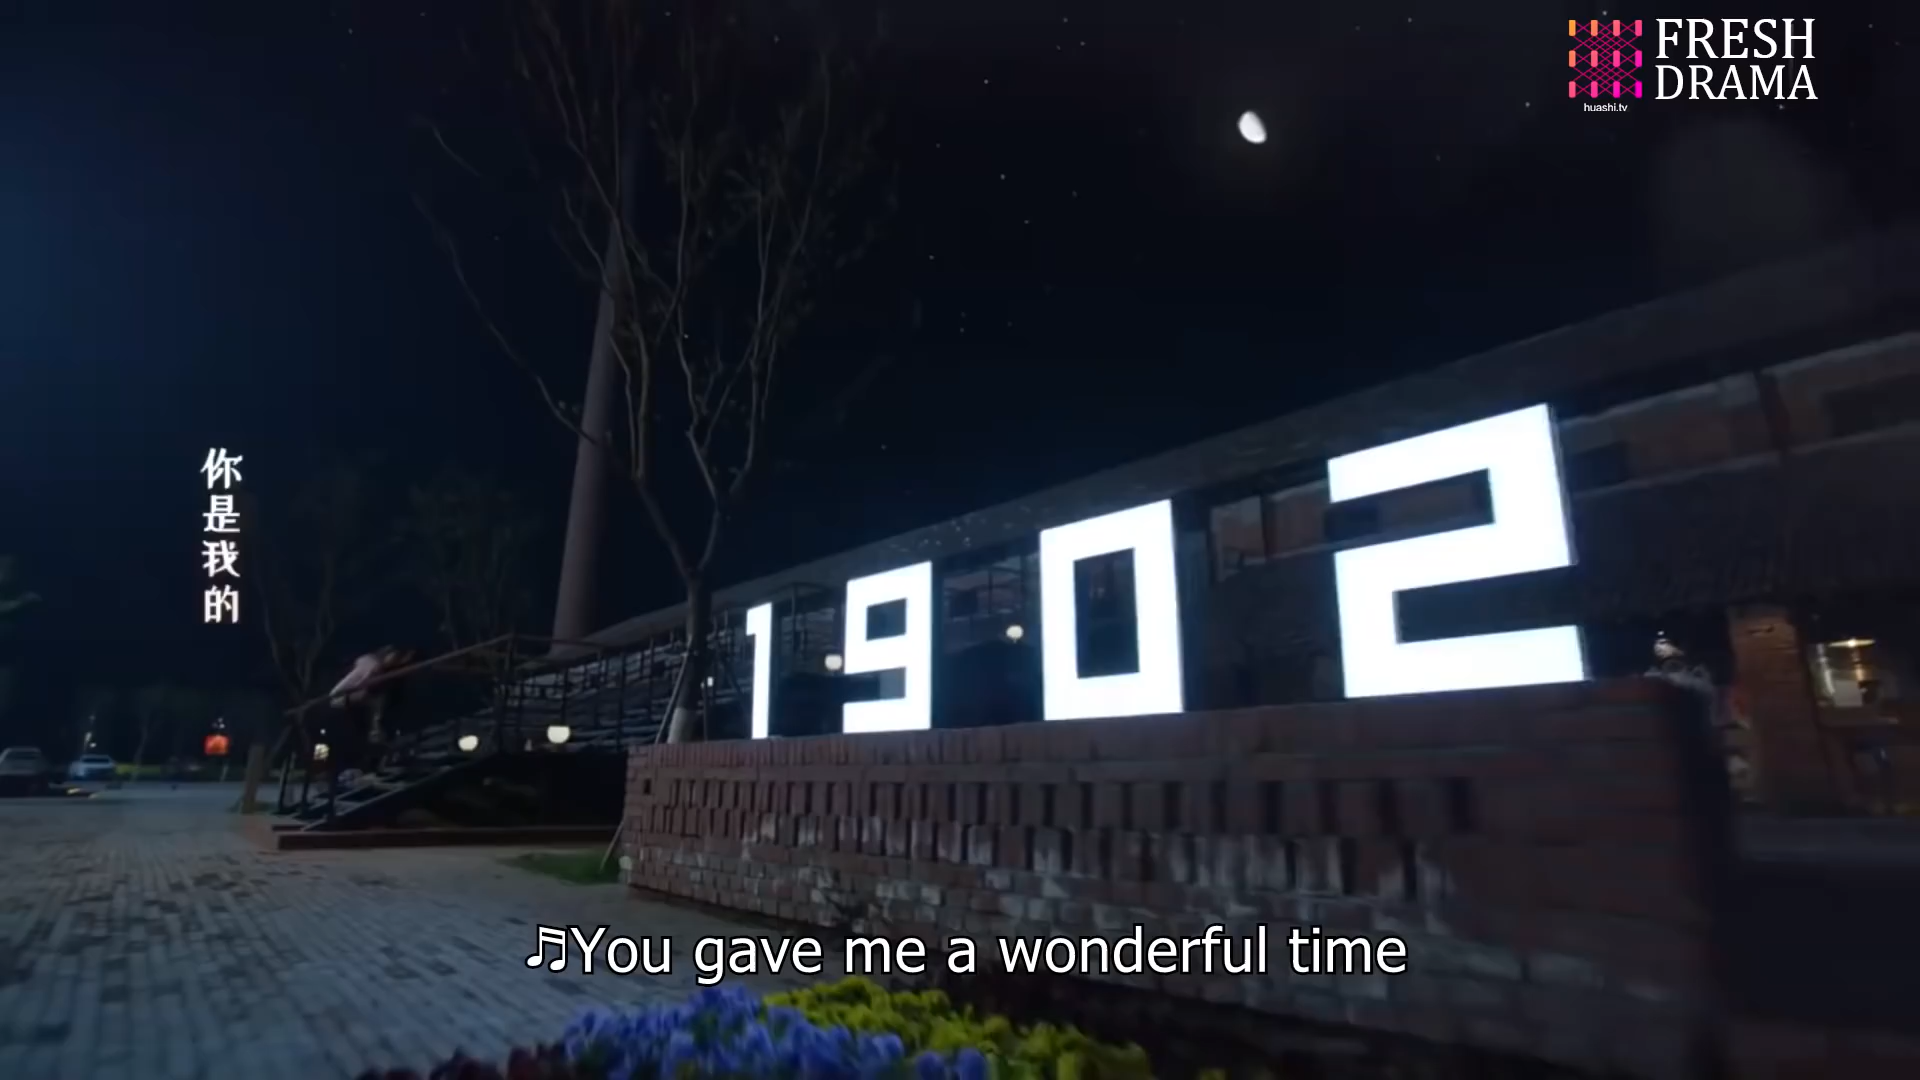 FRESH
DRAMA
huashi.tv
你是我的
1902
♫You gave me a wonderful time